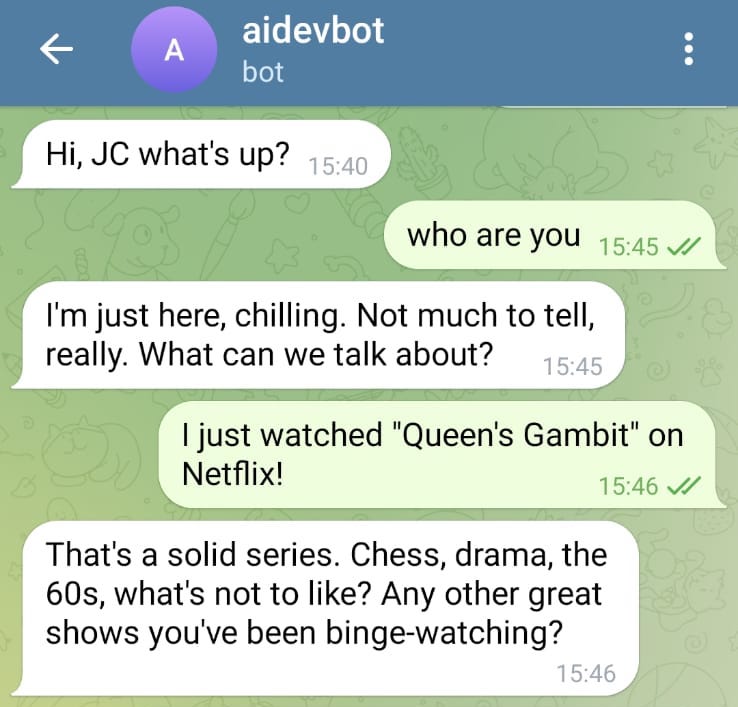 aidevbot
A
bot
Hi, JC what's up?
15:40
who are you
15:45
I'm just here, chilling. Not much to tell,
really. What can we talk about?
15:45
I just watched "Queen's Gambit" on
Netflix!
15:46
That's a solid series. Chess, drama, the
60s, what's not to like? Any other great
shows you've been binge-watching?
15:46